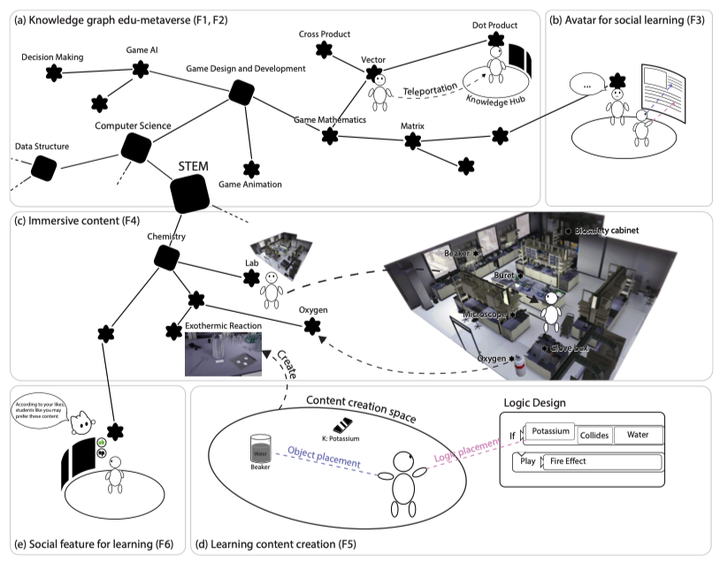 (a) Knowledge graph edu-metaverse (F1, F2)
Cross Product
Dot Product
Decision Making
Game AI
Vector
Game Design and Development
Teleportation
Knowledge Hub
Game Mathematics
Matrix
Computer Science
Data Structure
Game Animation
STEM
(b) Avatar for social learning (F3)
...
(c) Immersive content (F4)
Chemistry
Lab
Oxygen
Exothermic Reaction
Biosafety cabinet
Beaker
Buret
Microscope
Glove box
Oxygen
Create
According to your likes,
students like you may
prefer these content
(e) Social feature for learning (F6)
Content creation space
K: Potassium
Water
Beaker
Object placement
Logic placement
Logic Design
If Potassium Collides Water
Play Fire Effect
(d) Learning content creation (F5)